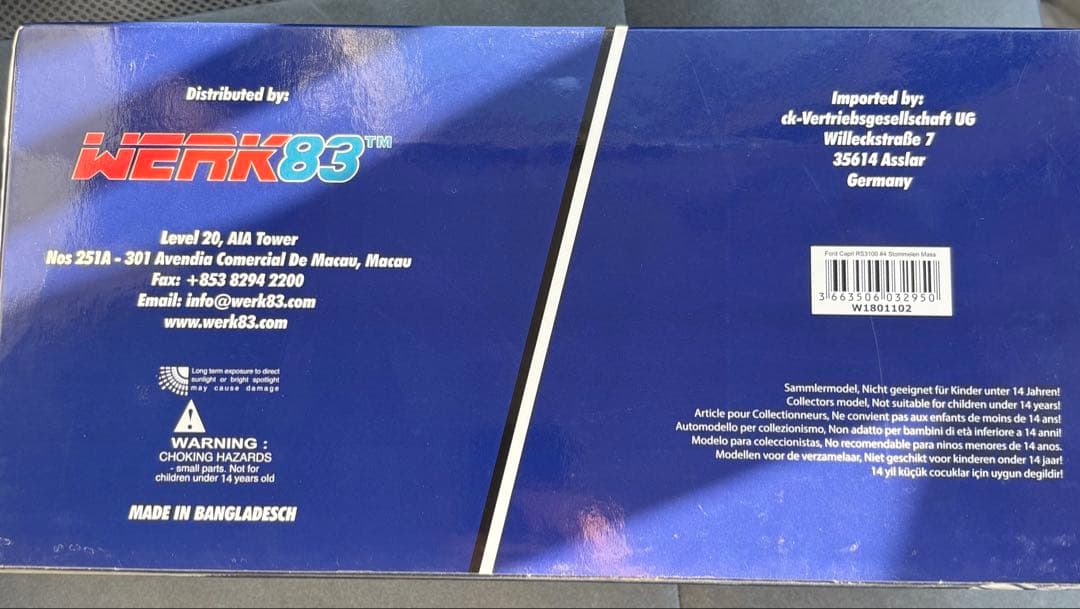 Distributed by:
WERK83™
Level 20, AIA Tower
Nos 251A - 301 Avendia Comercial De Macau, Macau
Fax: +853 8294 2200
Email: info@werk83.com
www.werk83.com
Long term exposure to direct
sunlight or bright spotlight
may cause damage
WARNING :
CHOKING HAZARDS
- small parts. Not for
children under 14 years old
MADE IN BANGLADESCH
Imported by:
ck-Vertriebsgesellschaft UG
Willeckstraße 7
35614 Asslar
Germany
Ford Capri RS3100 #4 Stommelen Mass
3 663506 032950
W1801102
Sammlermodel, Nicht geeignet für Kinder unter 14 Jahren!
Collectors model, Not suitable for children under 14 years!
Article pour Collectionneurs, Ne convient pas aux enfants de moins de 14 ans!
Automodello per collezionismo, Non adatto per bambini di età inferiore a 14 anni!
Modelo para coleccionistas, No recomendable para ninos menores de 14 anos.
Modellen voor de verzamelaar, Niet geschikt voor kinderen onder 14 jaar!
14 yil küçük cocuklar için uygun degildir!